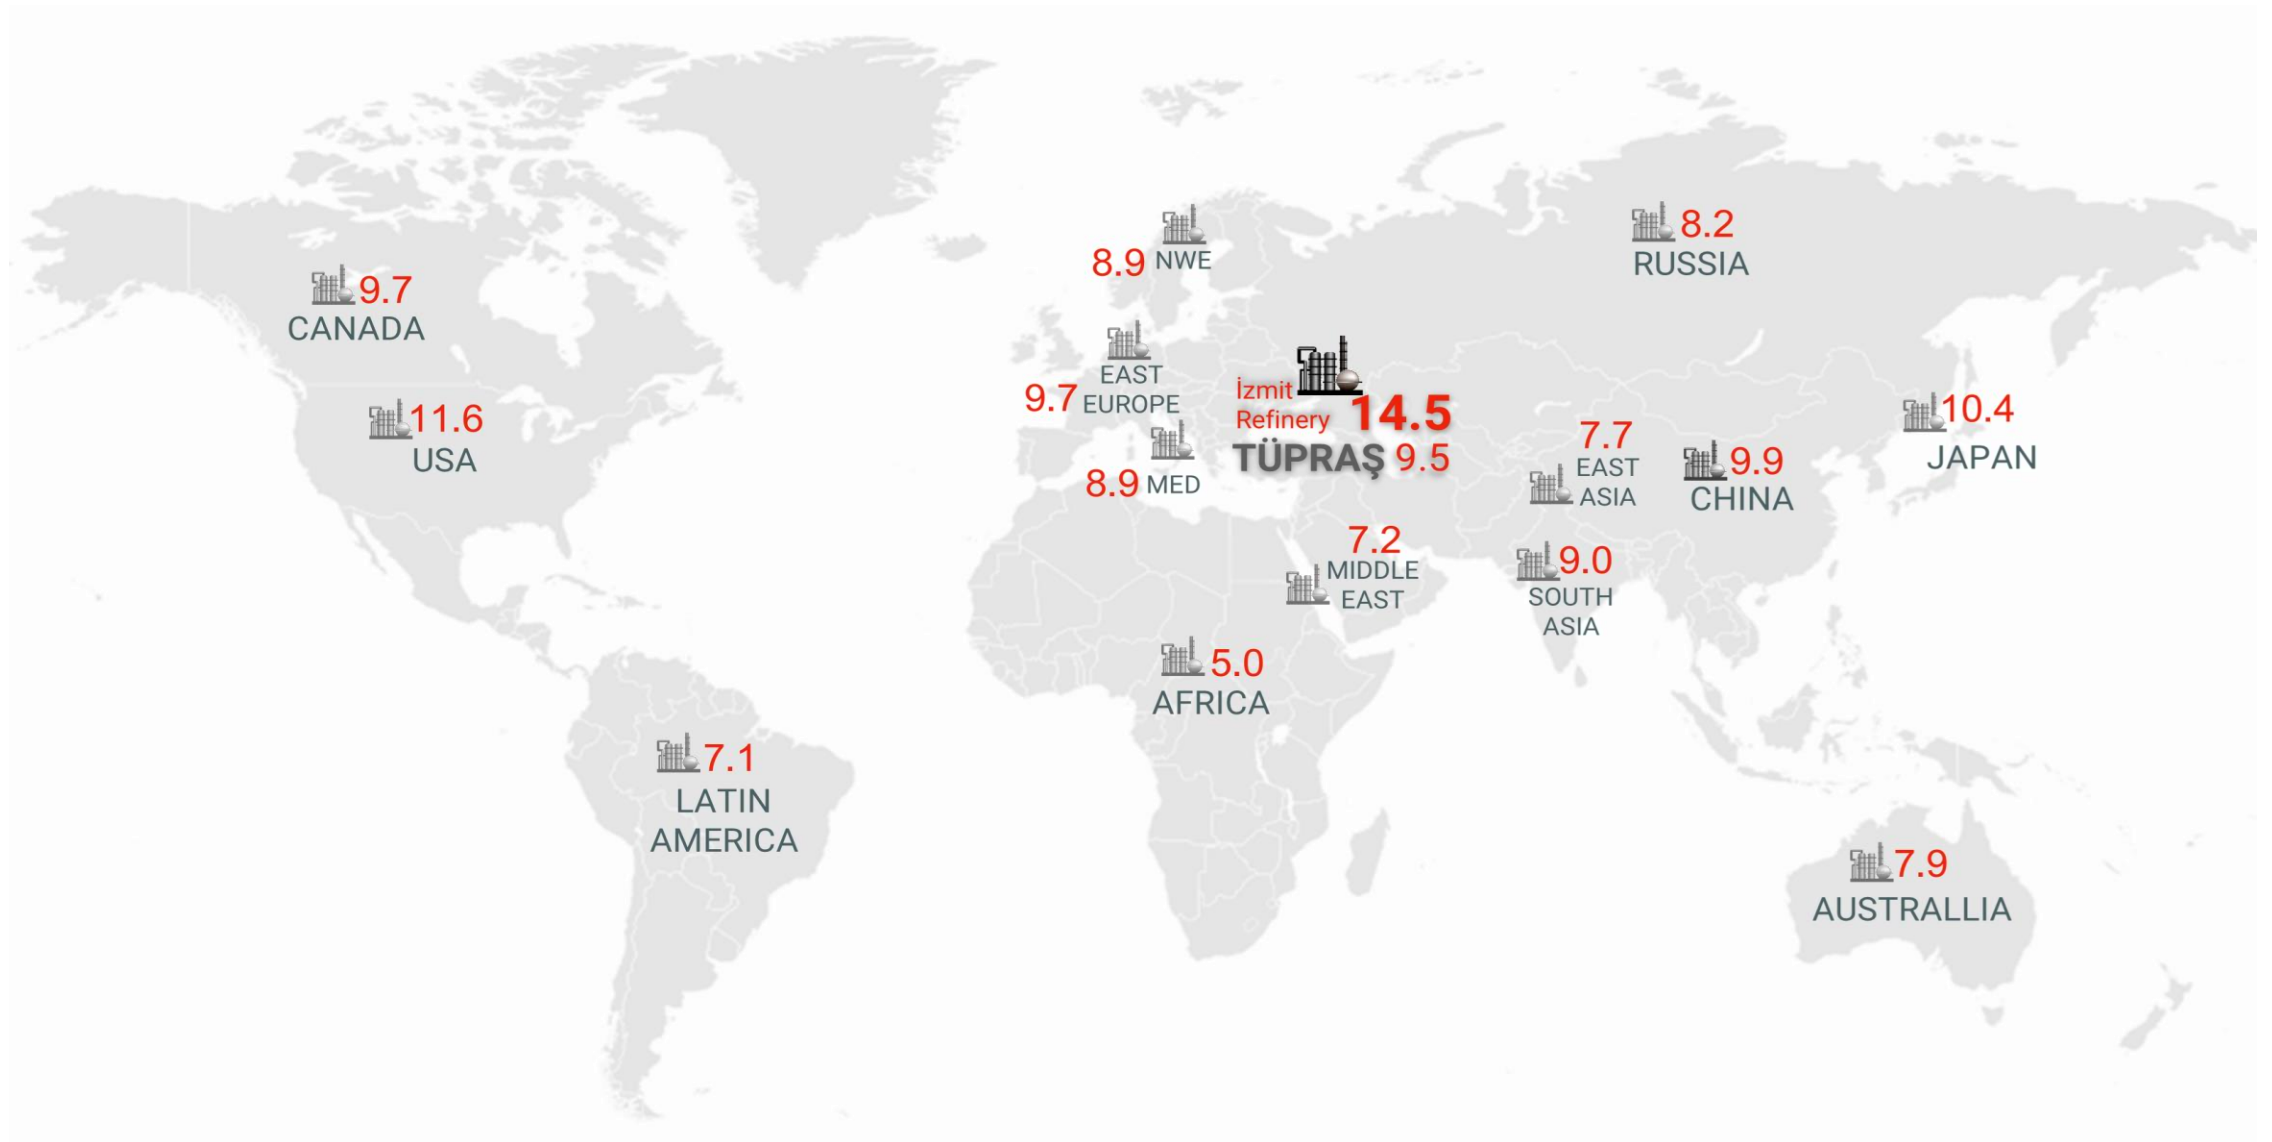 8.2
RUSSIA
8.9 NWE
9.7
CANADA
EAST
9.7 EUROPE
İzmit
Refinery 14.5
TÜPRAŞ 9.5
11.6
USA
10.4
JAPAN
7.7
EAST
ASIA
9.9
CHINA
8.9 MED
7.2
MIDDLE
EAST
9.0
SOUTH
ASIA
5.0
AFRICA
7.1
LATIN
AMERICA
7.9
AUSTRALLIA